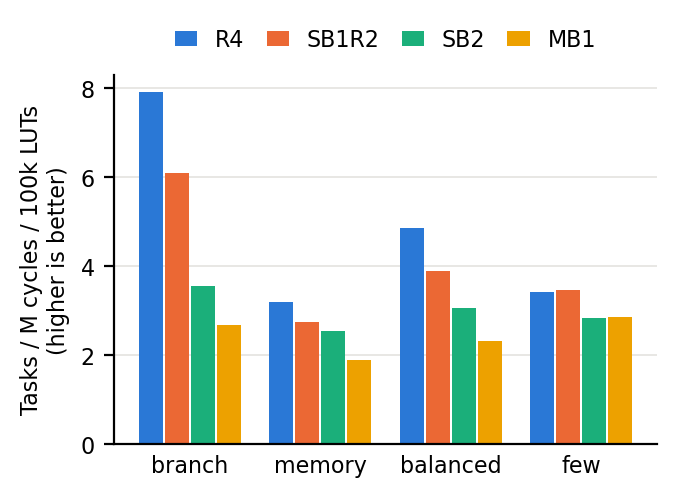 R4 SB1R2 SB2 MB1
Tasks / M cycles / 100k LUTs
(higher is better)
8
6
4
2
0
branch memory balanced few